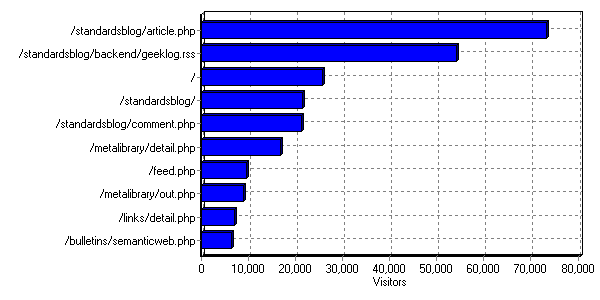 /standardsblog/article.php
/standardsblog/backend/geeklog.rss
/
/standardsblog/
/standardsblog/comment.php
/metalibrary/detail.php
/feed.php
/metalibrary/out.php
/links/detail.php
/bulletins/semanticweb.php
0 10,000 20,000 30,000 40,000 50,000 60,000 70,000 80,000
Visitors